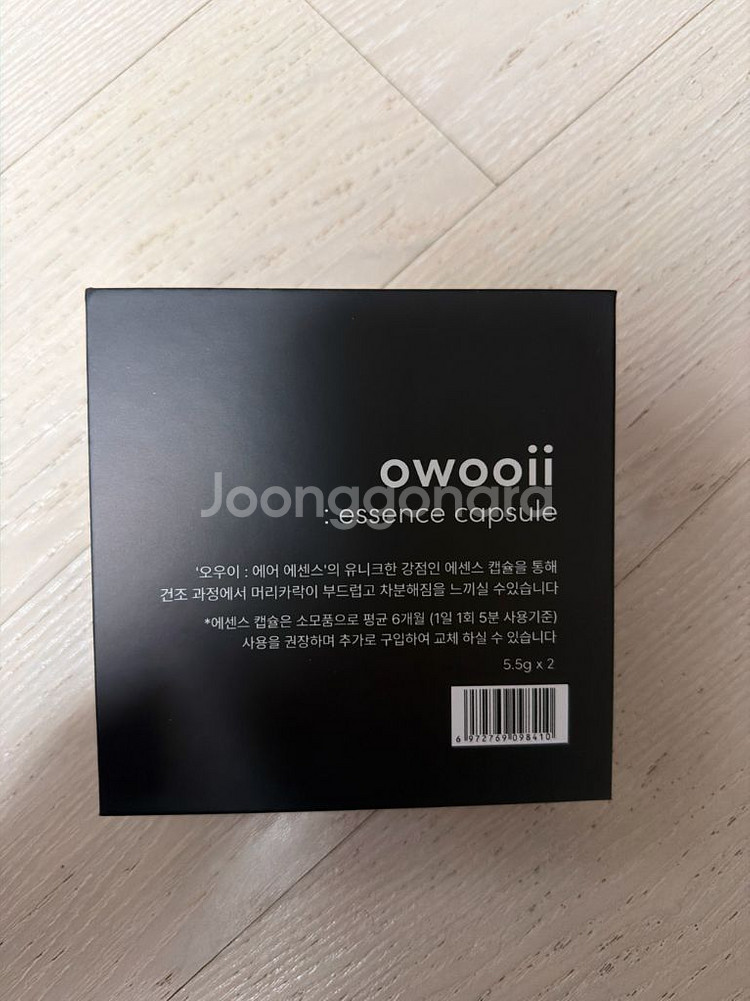 owooii
Joonggonara
: essence capsule
'오우이 : 에어 에센스'의 유니크한 강점인 에센스 캡슐을 통해
건조 과정에서 머리카락이 부드럽고 차분해짐을 느끼실 수있습니다
*에센스 캡슐은 소모품으로 평균 6개월 (1일 1회 5분 사용기준)
사용을 권장하며 추가로 구입하여 교체 하실 수 있습니다
5.5g x 2
6 972769 098410